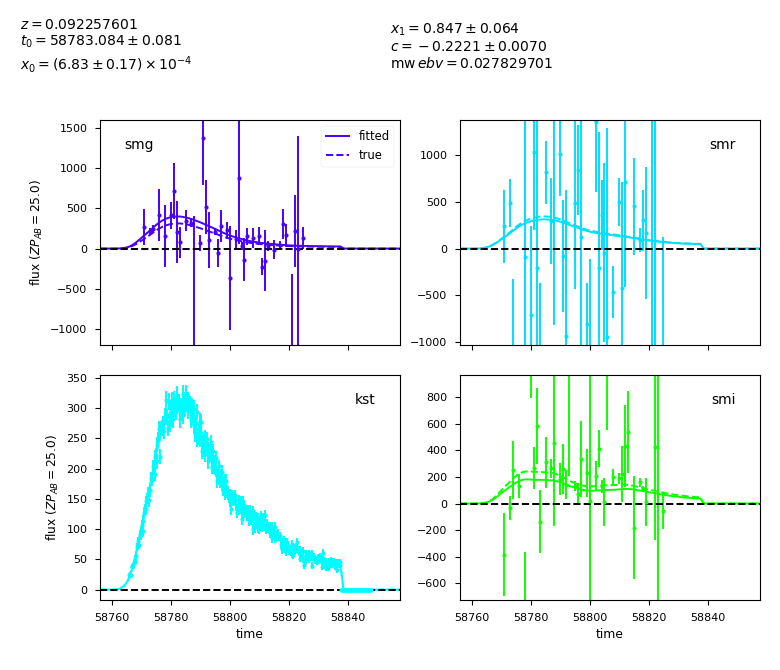 z = 0.092257601
t₀ = 58783.084 ± 0.081
x₀ = (6.83 ± 0.17) × 10⁻⁴
x₁ = 0.847 ± 0.064
c = −0.2221 ± 0.0070
mw ebv = 0.027829701
smg
fitted
true
1500
1000
500
0
−500
−1000
flux (ZP_AB = 25.0)
smr
1000
500
0
−500
−1000
kst
350
300
250
200
150
100
50
0
flux (ZP_AB = 25.0)
58760 58780 58800 58820 58840
time
smi
800
600
400
200
0
−200
−400
−600
58760 58780 58800 58820 58840
time